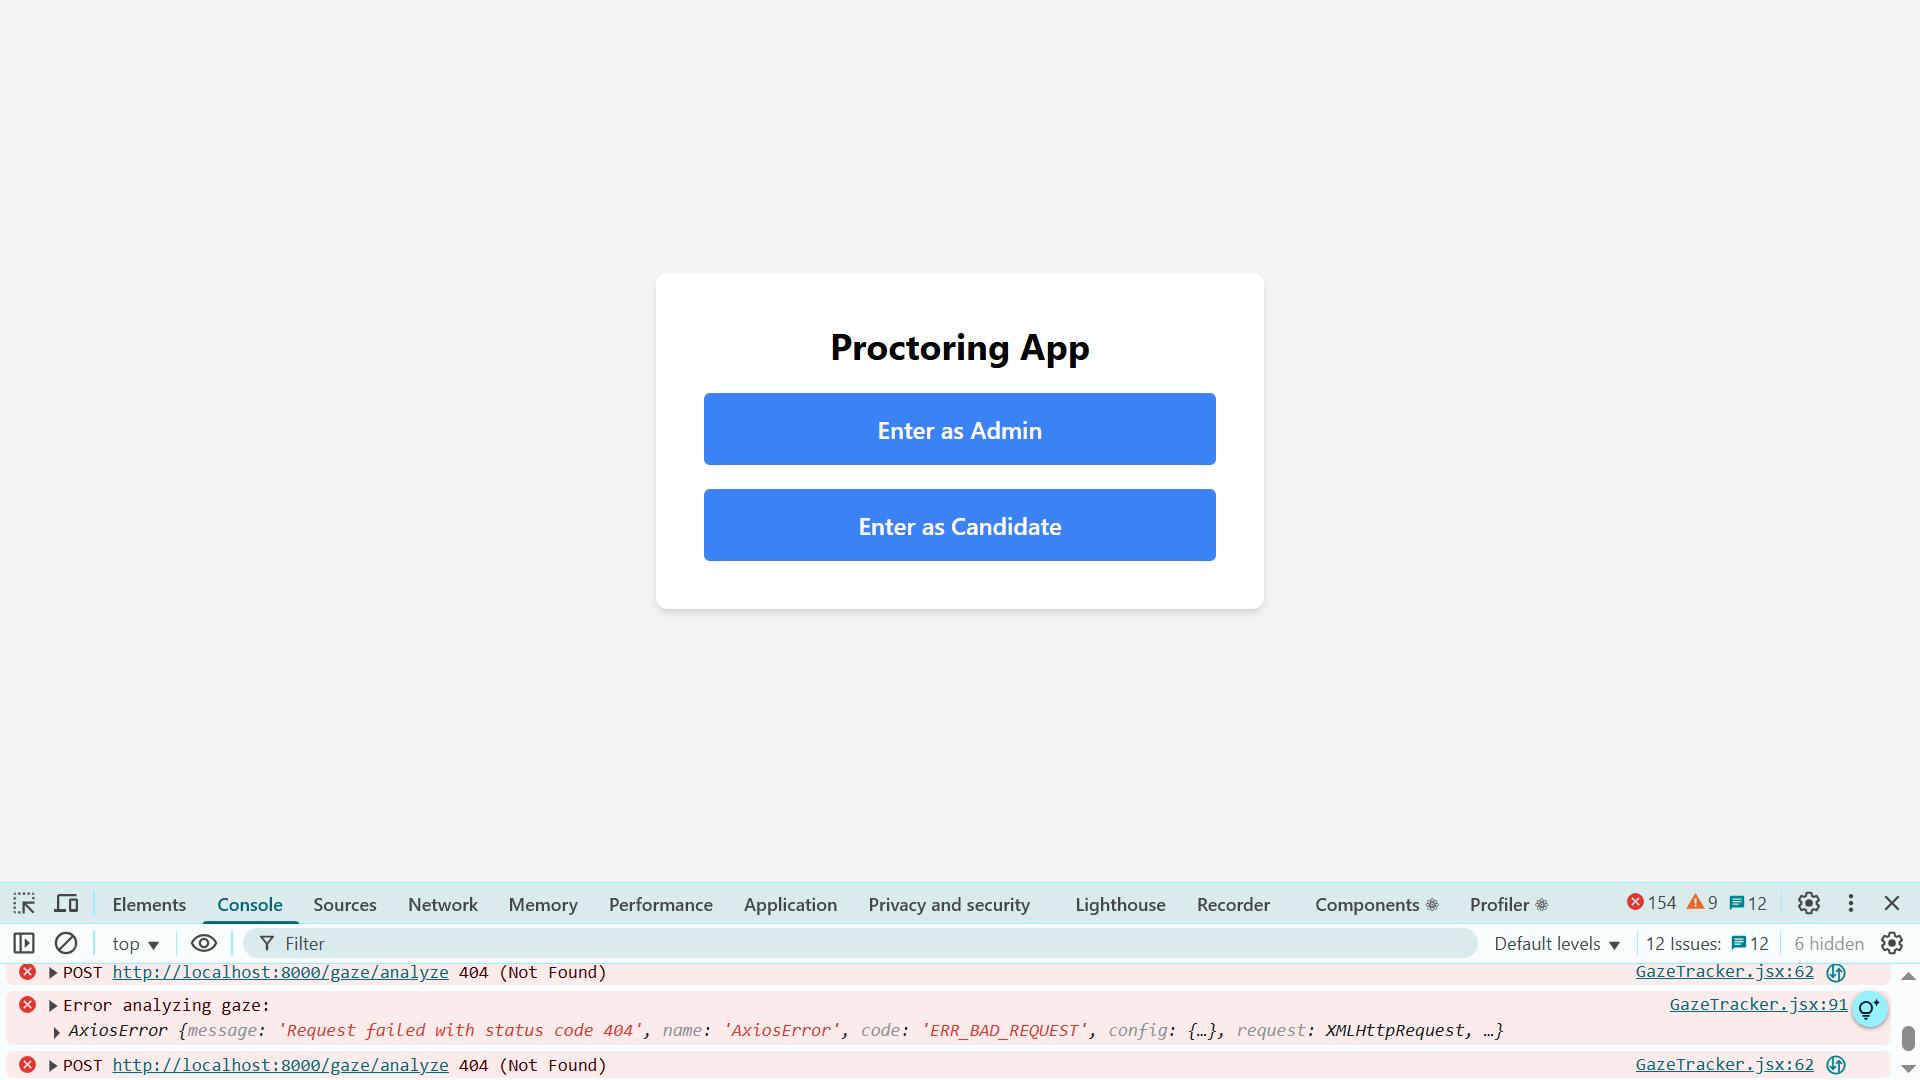 Proctoring App
Enter as Admin
Enter as Candidate
Elements Console Sources Network Memory Performance Application Privacy and security Lighthouse Recorder Components Profiler 154 9 12
top Filter Default levels 12 Issues: 12 6 hidden
POST http://localhost:8000/gaze/analyze 404 (Not Found) GazeTracker.jsx:62
Error analyzing gaze: GazeTracker.jsx:91
AxiosError {message: 'Request failed with status code 404', name: 'AxiosError', code: 'ERR_BAD_REQUEST', config: {…}, request: XMLHttpRequest, …}
POST http://localhost:8000/gaze/analyze 404 (Not Found) GazeTracker.jsx:62